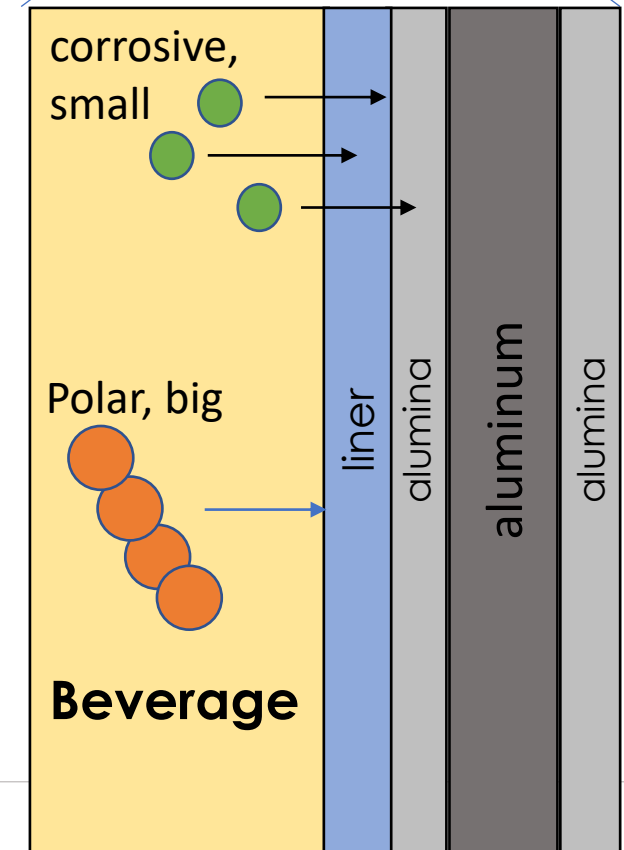 corrosive,
small
Polar, big
Beverage
liner
alumina
aluminum
alumina